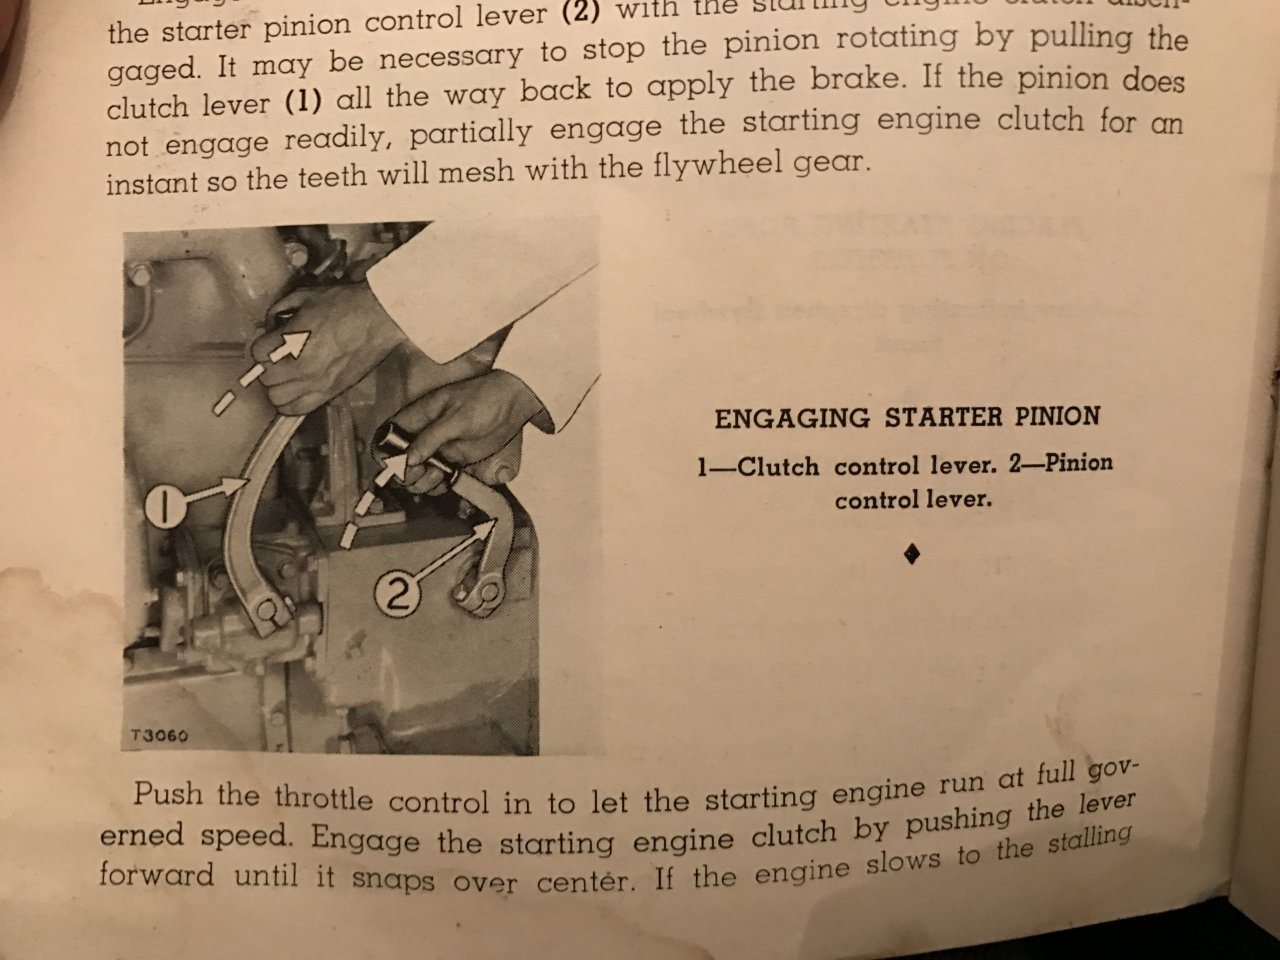 the starter pinion control lever (2) with the starting engine clutch disen-
gaged. It may be necessary to stop the pinion rotating by pulling the
clutch lever (1) all the way back to apply the brake. If the pinion does
not engage readily, partially engage the starting engine clutch for an
instant so the teeth will mesh with the flywheel gear.
1
2
T3060
ENGAGING STARTER PINION
1—Clutch control lever. 2—Pinion
control lever.
Push the throttle control in to let the starting engine run at full gov-
erned speed. Engage the starting engine clutch by pushing the lever
forward until it snaps over center. If the engine slows to the stalling